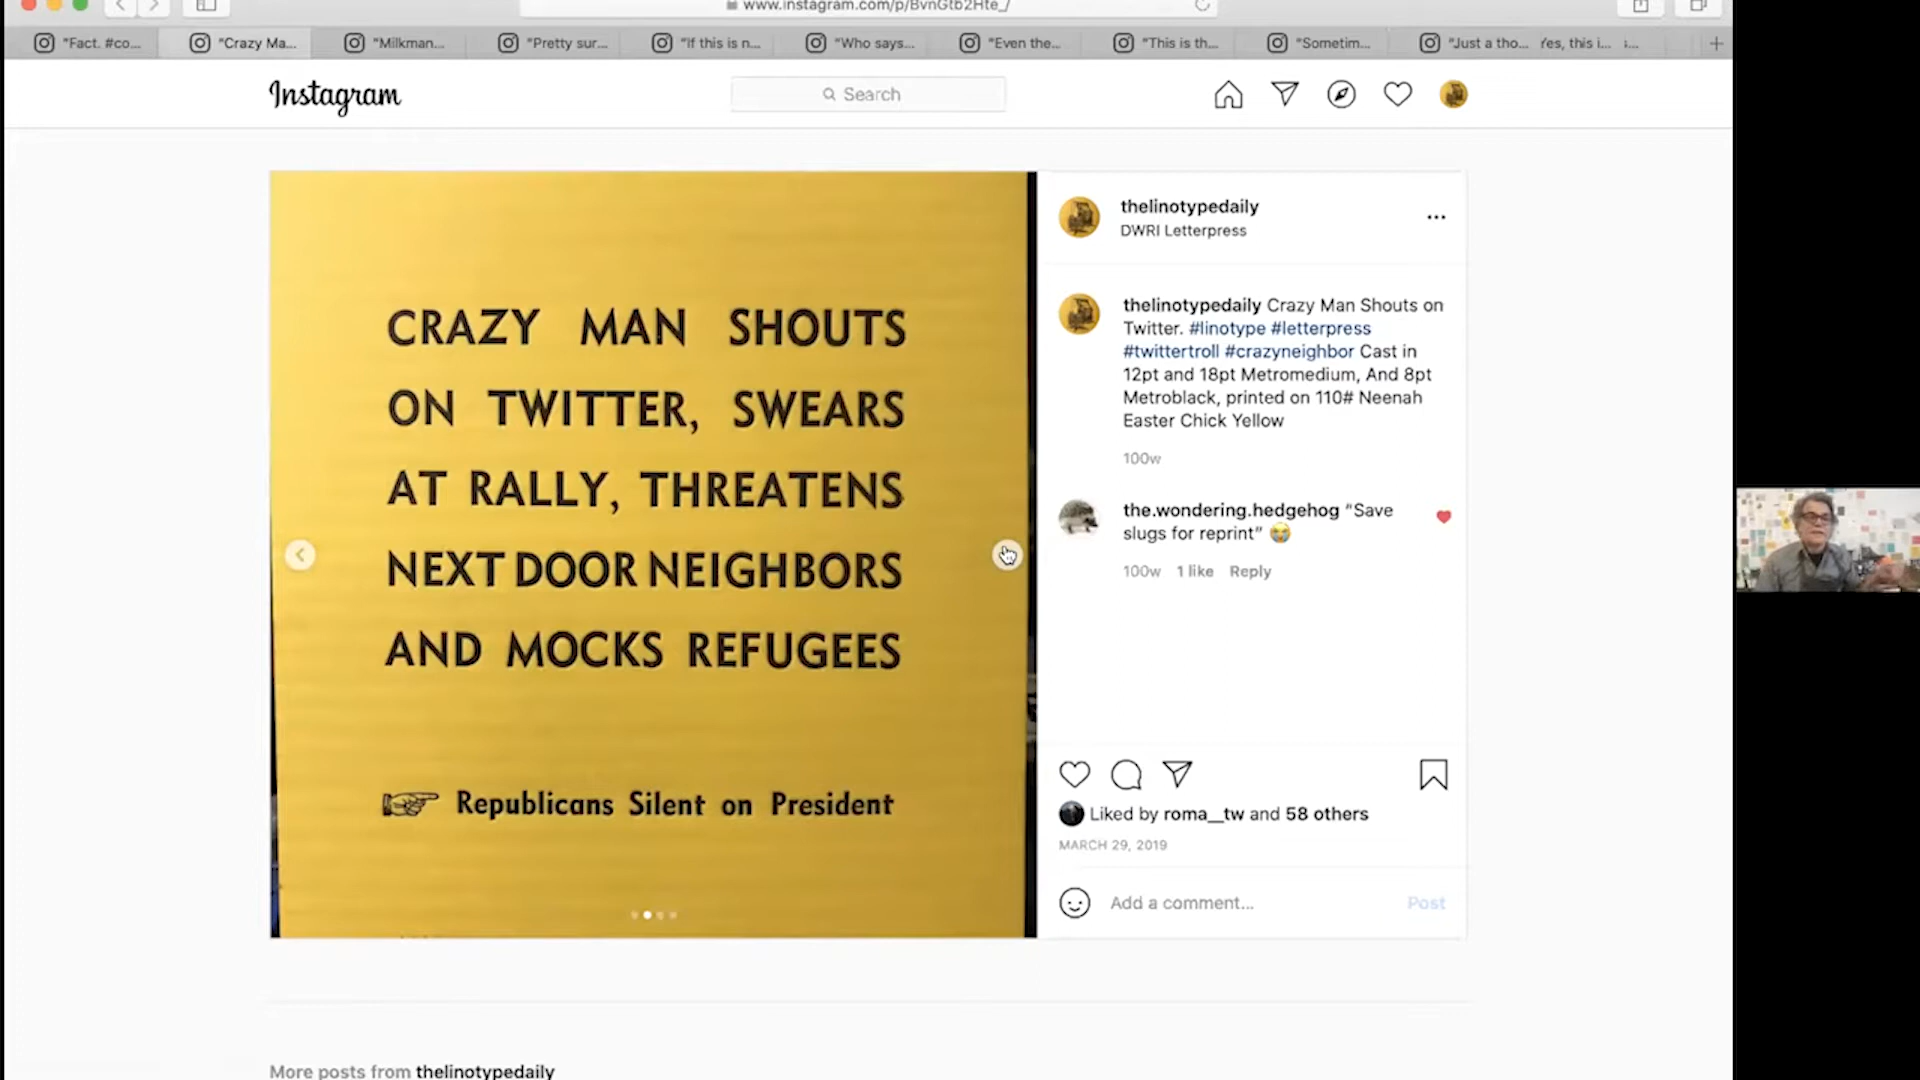 www.instagram.com/p/BvnGtb2Hte_/
"Fact. #co...
"Crazy Ma...
"Milkman...
"Pretty sur...
"If this is n...
"Who says...
"Even the...
"This is th...
"Sometim...
"Just a tho...
Yes, this i...
Instagram
Search
CRAZY MAN SHOUTS
ON TWITTER, SWEARS
AT RALLY, THREATENS
NEXT DOOR NEIGHBORS
AND MOCKS REFUGEES
Republicans Silent on President
thelinotypedaily
DWRI Letterpress
thelinotypedaily Crazy Man Shouts on
Twitter. #linotype #letterpress
#twittertroll #crazyneighbor Cast in
12pt and 18pt Metromedium, And 8pt
Metroblack, printed on 110# Neenah
Easter Chick Yellow
100w
the.wondering.hedgehog "Save
slugs for reprint" 😭
100w 1 like Reply
Liked by roma__tw and 58 others
MARCH 29, 2019
Add a comment... Post
More posts from thelinotypedaily